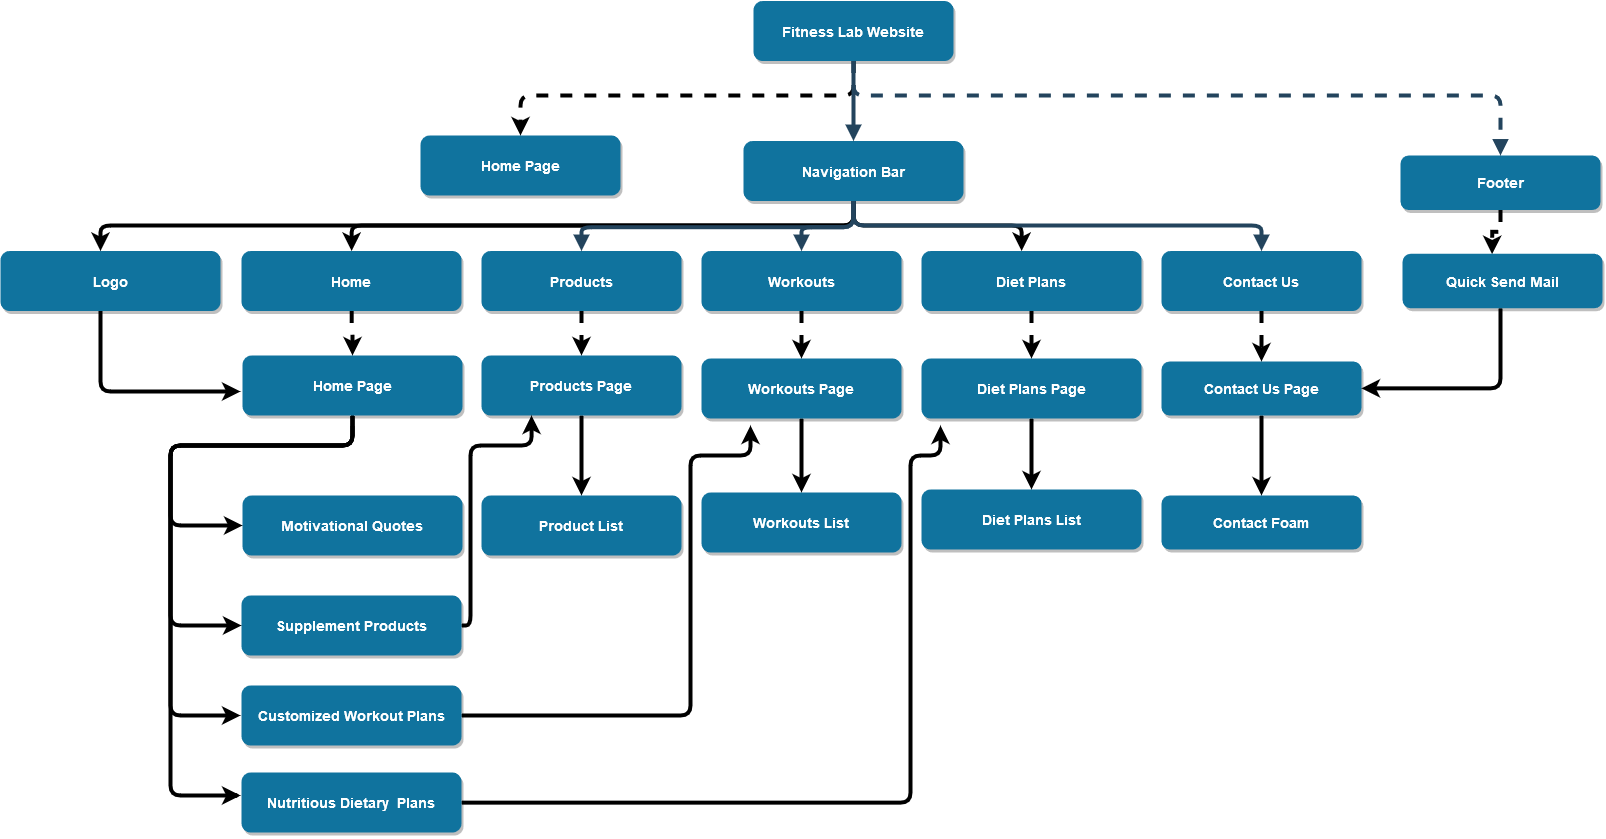 Fitness Lab Website
Home Page
Navigation Bar
Footer
Logo
Home
Products
Workouts
Diet Plans
Contact Us
Quick Send Mail
Home Page
Products Page
Workouts Page
Diet Plans Page
Contact Us Page
Motivational Quotes
Product List
Workouts List
Diet Plans List
Contact Foam
Supplement Products
Customized Workout Plans
Nutritious Dietary  Plans